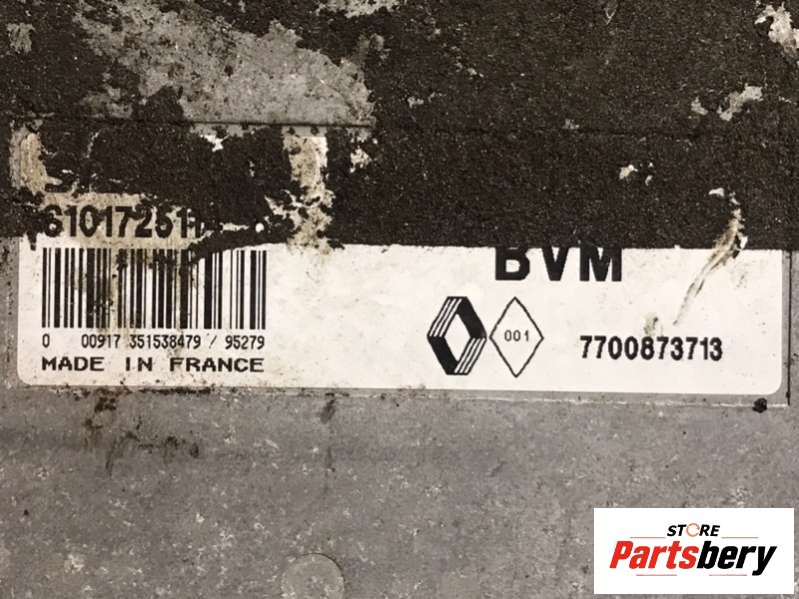 BVM
0 00917 351538479 / 95279
MADE IN FRANCE
001
7700873713
STORE
Partsbery